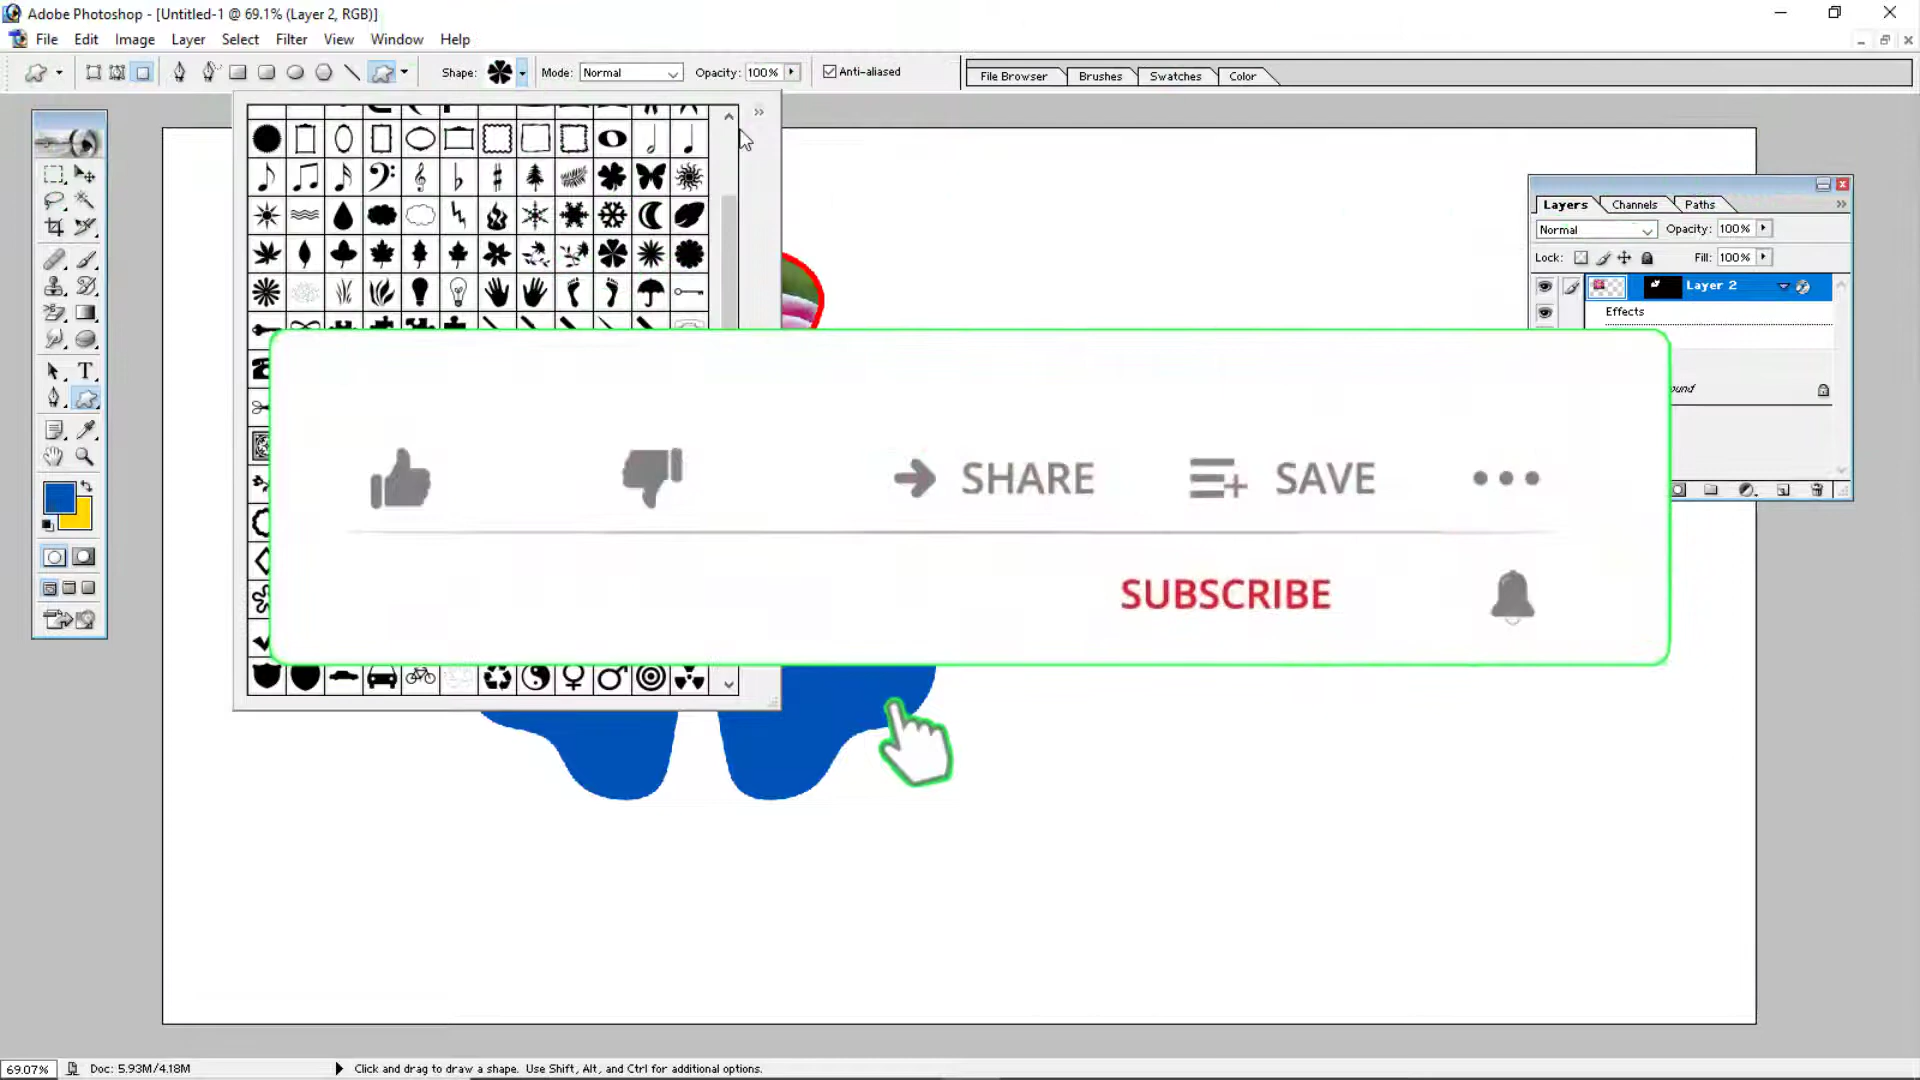 Adobe Photoshop - [Untitled-1 @ 69.1% (Layer 2, RGB)]
File Edit Image Layer Select Filter View Window Help
Shape: Mode: Normal Opacity: 100% Anti-aliased File Browser Brushes Swatches Color
Layers Channels Paths
Normal Opacity: 100%
Lock: Fill: 100%
Layer 2
Effects
ound
SHARE SAVE
SUBSCRIBE
69.07% Doc: 5.93M/4.18M Click and drag to draw a shape. Use Shift, Alt, and Ctrl for additional options.